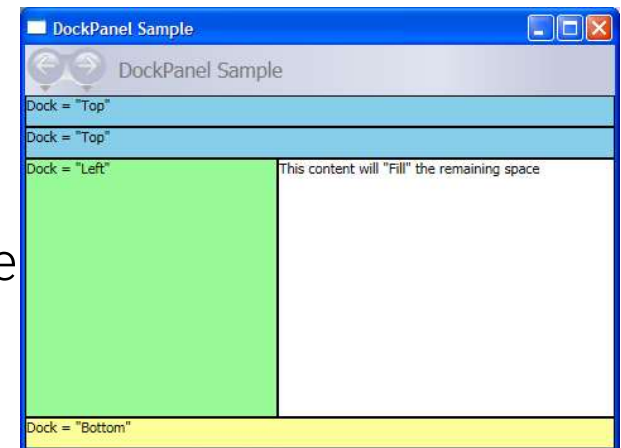 DockPanel Sample
DockPanel Sample
Dock = "Top"
Dock = "Top"
Dock = "Left"
This content will "Fill" the remaining space
e
Dock = "Bottom"